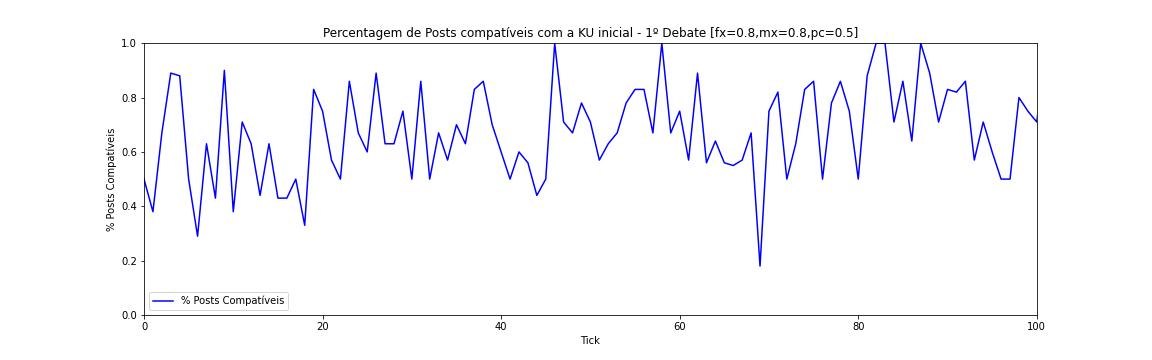 Percentagem de Posts compatíveis com a KU inicial - 1º Debate [fx=0.8,mx=0.8,pc=0.5]
1.0
0.8
0.6
0.4
0.2
0.0
% Posts Compatíveis
% Posts Compatíveis
0 20 40 60 80 100
Tick